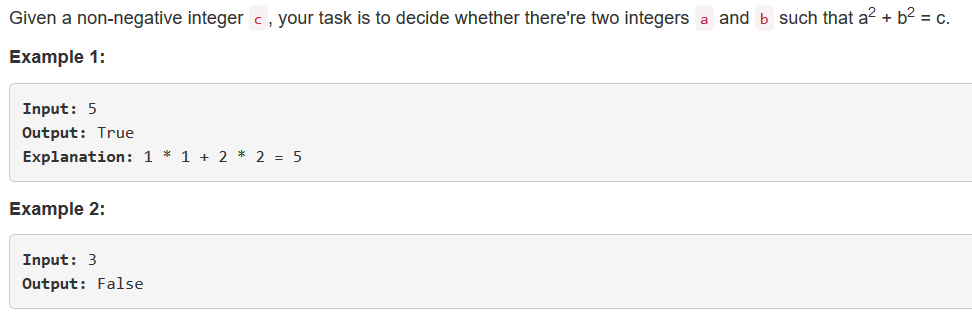 Given a non-negative integer c , your task is to decide whether there're two integers a and b such that a² + b² = c.
Example 1:
Input: 5
Output: True
Explanation: 1 * 1 + 2 * 2 = 5
Example 2:
Input: 3
Output: False